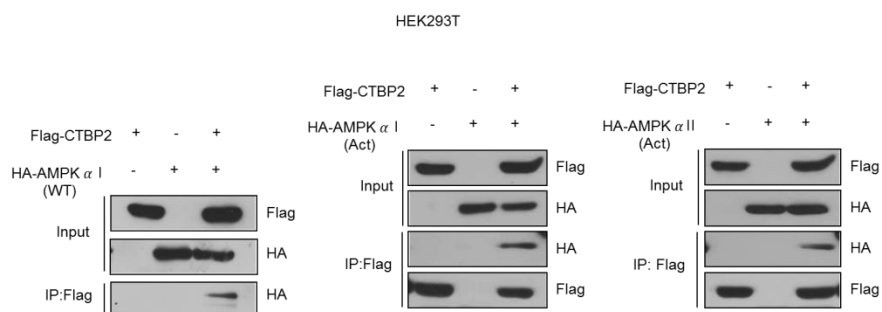 HEK293T
Flag-CTBP2 + - +
HA-AMPK α I - + +
(WT)
Input
Flag
HA
IP:Flag
HA
Flag-CTBP2 + - +
HA-AMPK α I - + +
(Act)
Input
Flag
HA
IP:Flag
HA
Flag
Flag-CTBP2 + - +
HA-AMPK α II - + +
(Act)
Input
Flag
HA
IP: Flag
HA
Flag